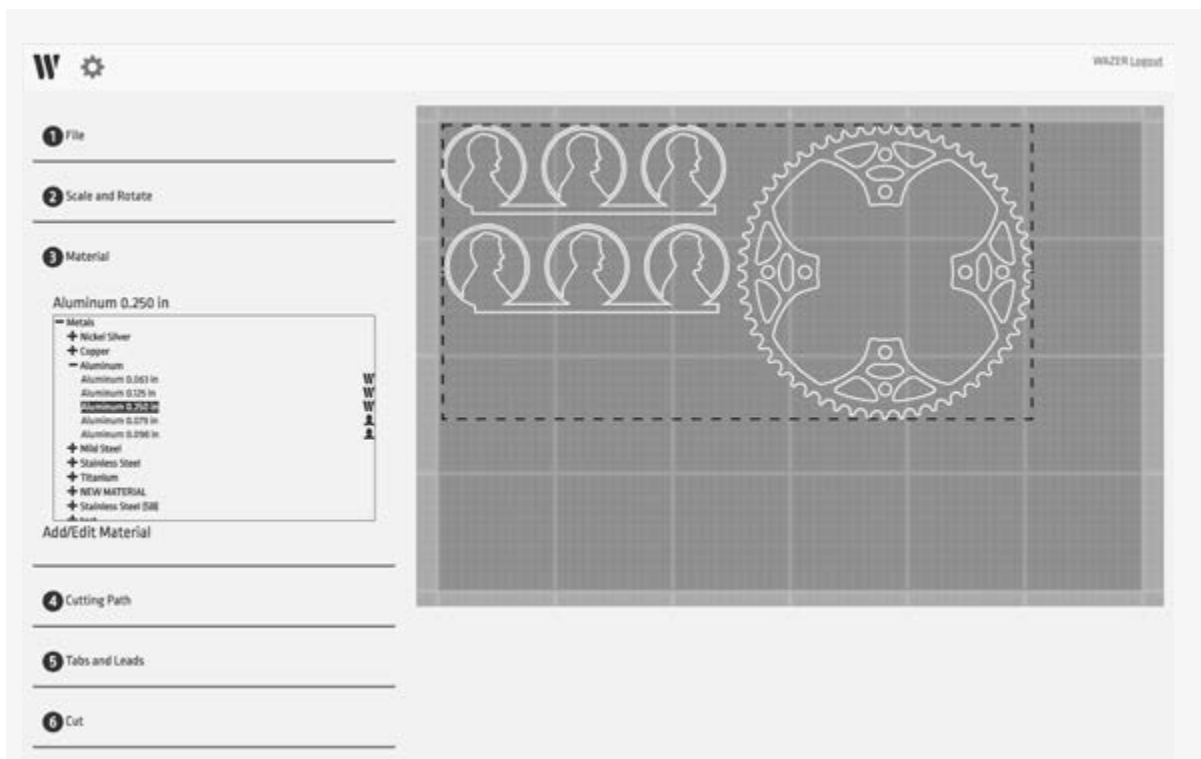 W
WAZER Logout
1 File
2 Scale and Rotate
3 Material
Aluminum 0.250 in
Metals
Nickel Silver
Copper
Aluminum
Aluminum 0.063 in W
Aluminum 0.125 in W
Aluminum 0.250 in W
Aluminum 0.079 in
Aluminum 0.098 in
Mild Steel
Stainless Steel
Titanium
NEW MATERIAL
Stainless Steel
Add/Edit Material
4 Cutting Path
5 Tabs and Leads
6 Cut